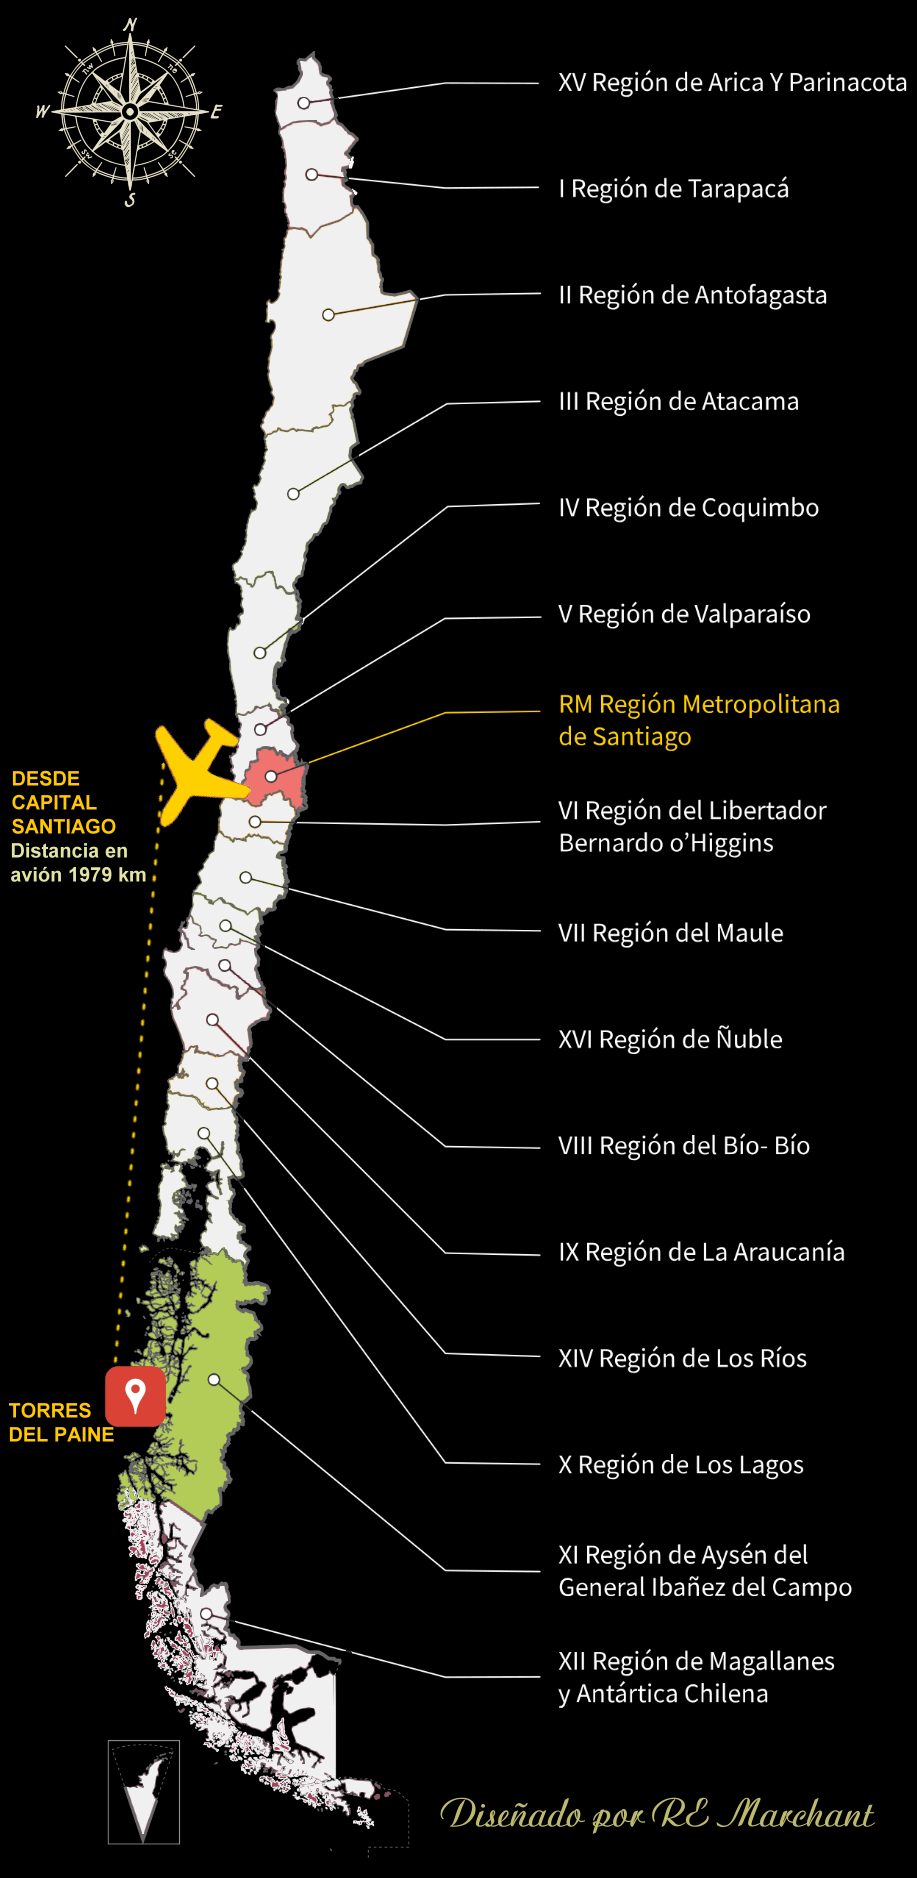 N
nw
ne
W
E
sw
se
S
XV Región de Arica Y Parinacota
I Región de Tarapacá
II Región de Antofagasta
III Región de Atacama
IV Región de Coquimbo
V Región de Valparaíso
RM Región Metropolitana
de Santiago
DESDE
CAPITAL
SANTIAGO
Distancia en
avión 1979 km
VI Región del Libertador
Bernardo o’Higgins
VII Región del Maule
XVI Región de Ñuble
VIII Región del Bío- Bío
IX Región de La Araucanía
XIV Región de Los Ríos
TORRES
DEL PAINE
X Región de Los Lagos
XI Región de Aysén del
General Ibañez del Campo
XII Región de Magallanes
y Antártica Chilena
Diseñado por RE Marchant